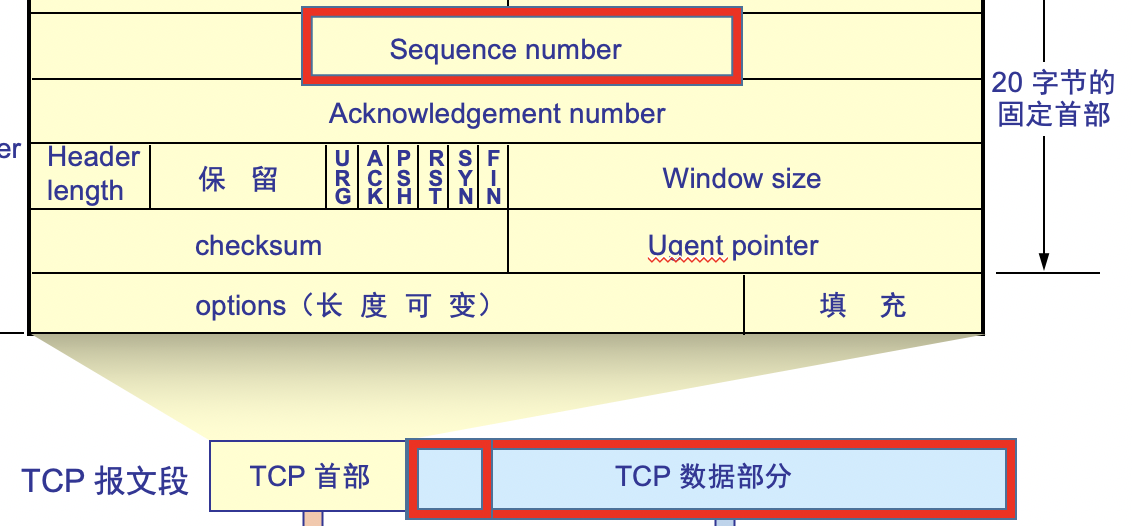 Sequence number
20 字节的
固定首部
Acknowledgement number
er
Header
length
保 留
URG
ACK
PSH
RST
SYN
FIN
Window size
checksum
Uqent pointer
options（长 度 可 变）
填 充
TCP 报文段
TCP 首部
TCP 数据部分